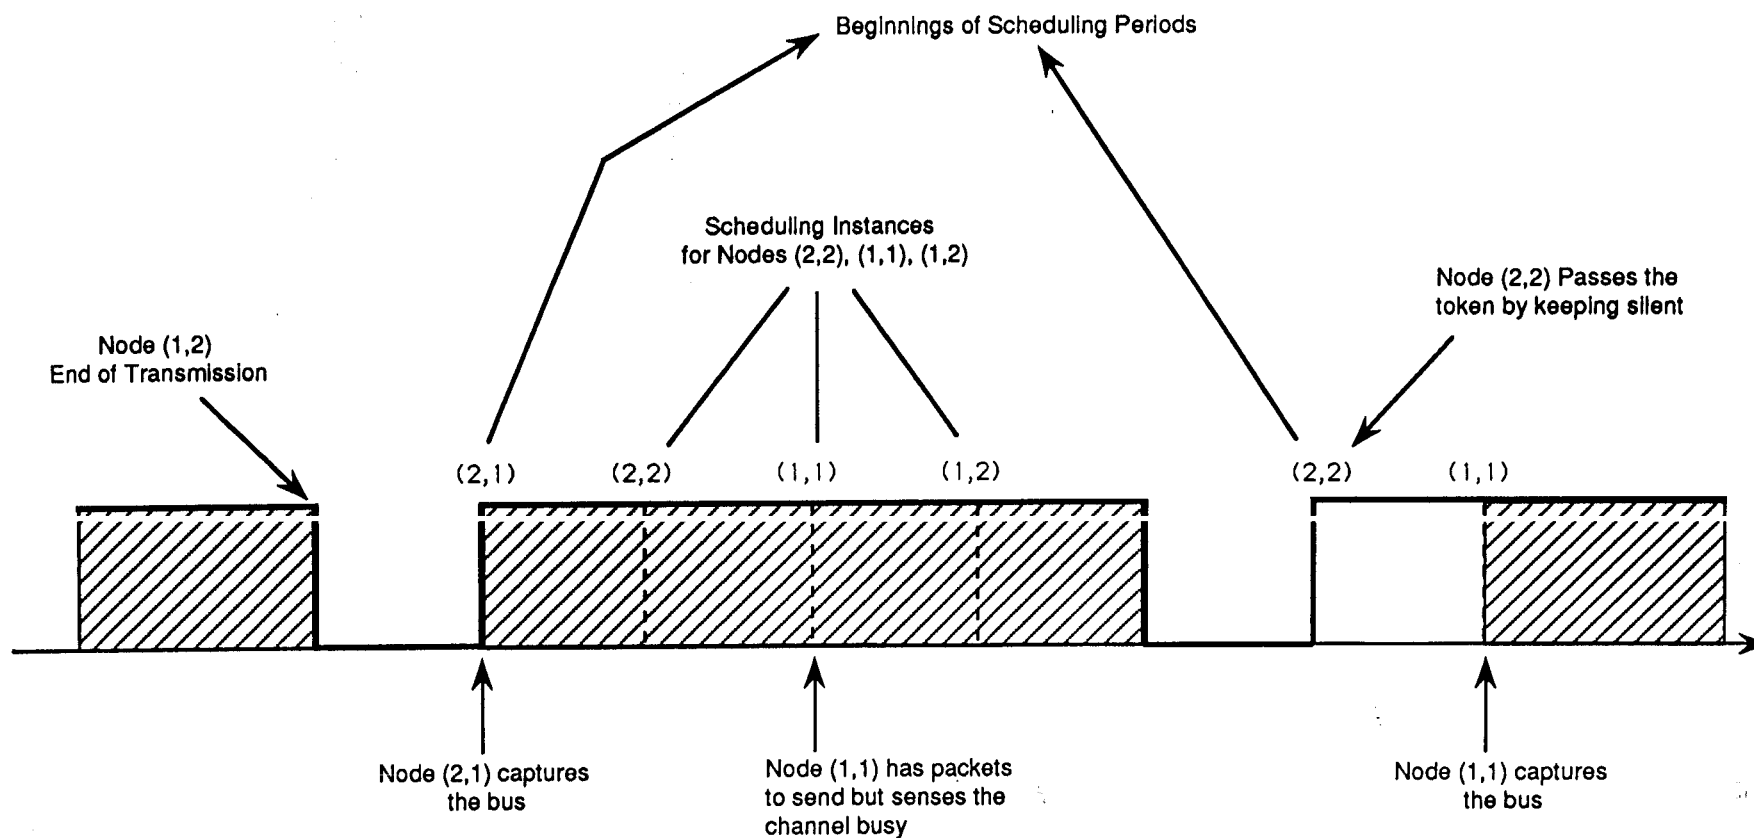 Beginnings of Scheduling Periods
Scheduling Instances
for Nodes (2,2), (1,1), (1,2)
Node (2,2) Passes the
token by keeping silent
Node (1,2)
End of Transmission
(2,1)
(2,2)
(1,1)
(1,2)
(2,2)
(1,1)
Node (2,1) captures
the bus
Node (1,1) has packets
to send but senses the
channel busy
Node (1,1) captures
the bus